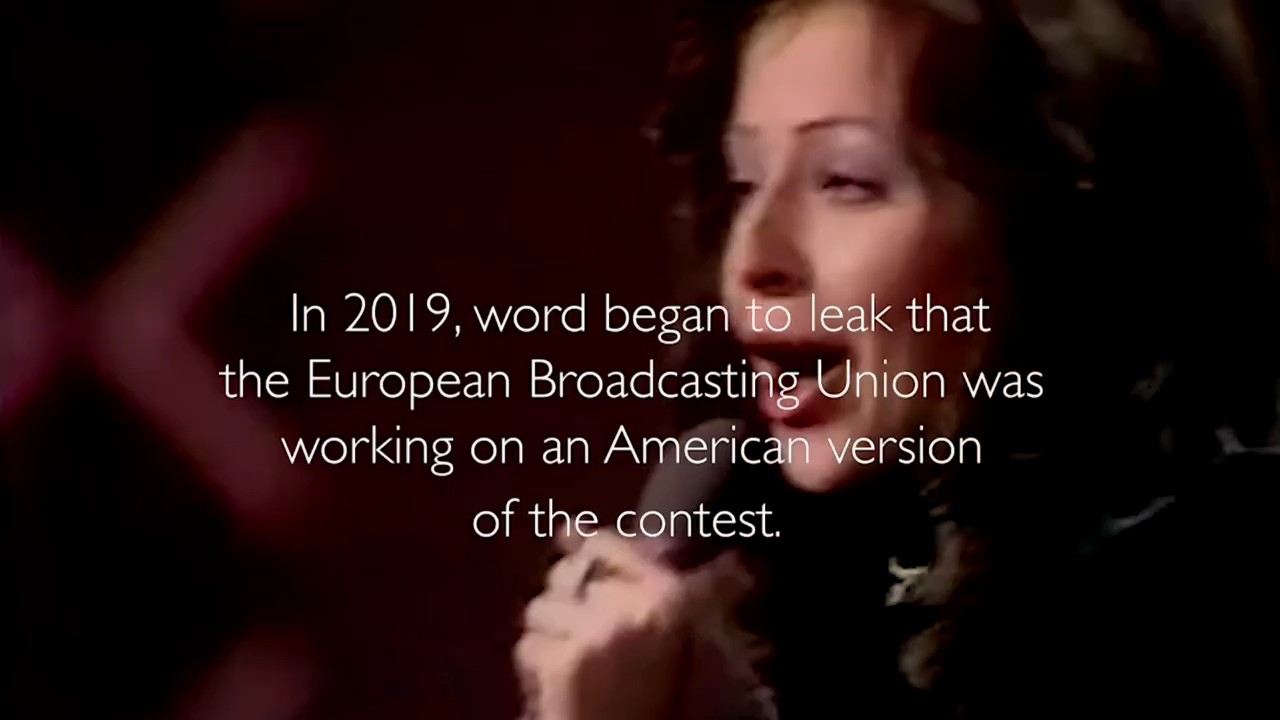 In 2019, word began to leak that
the European Broadcasting Union was
working on an American version
of the contest.